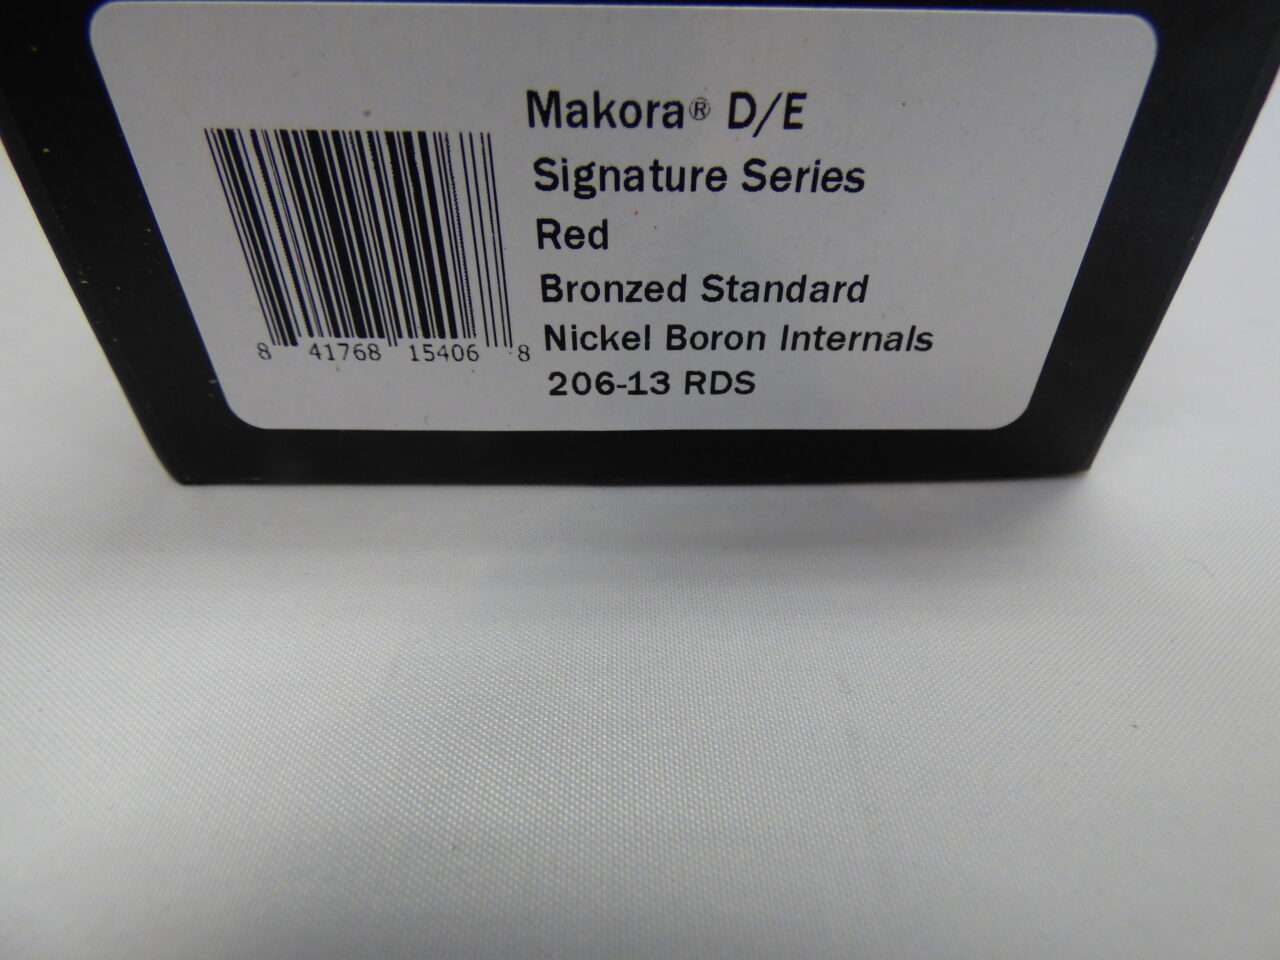 Makora® D/E
Signature Series
Red
Bronzed Standard
Nickel Boron Internals
206-13 RDS
8 41768 15406 8